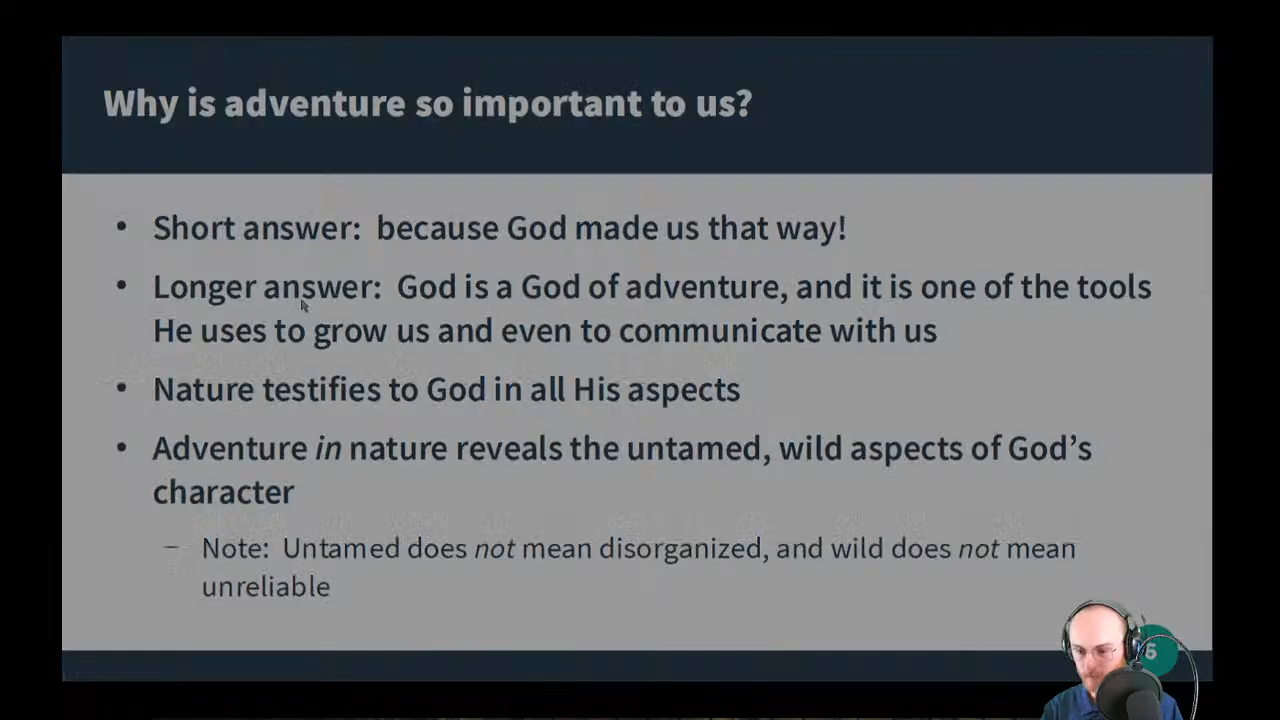 Why is adventure so important to us?
• Short answer:  because God made us that way!
• Longer answer:  God is a God of adventure, and it is one of the tools
He uses to grow us and even to communicate with us
• Nature testifies to God in all His aspects
• Adventure in nature reveals the untamed, wild aspects of God’s
character
– Note:  Untamed does not mean disorganized, and wild does not mean
unreliable